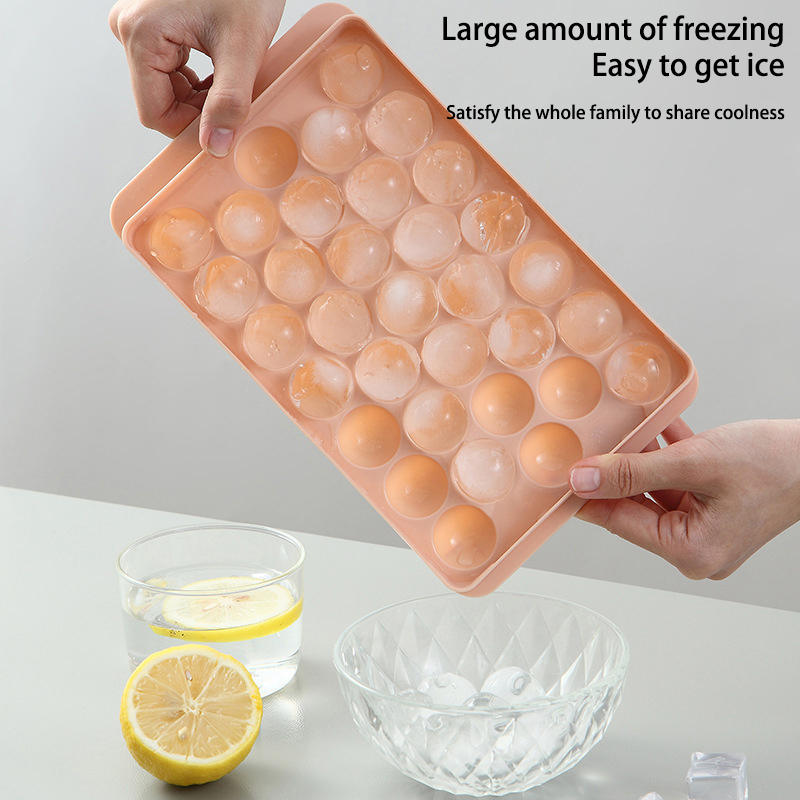 Large amount of freezing
Easy to get ice
Satisfy the whole family to share coolness